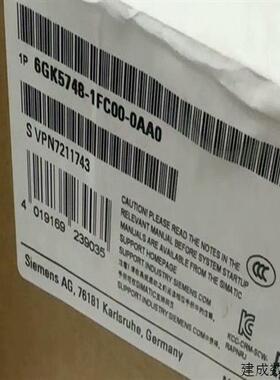 1P 6GK5748-1FC00-0AA0
S VPN7211743
4 019169 239035
CAUTION: PLEASE READ THE NOTES IN THE
RELEVANT MANUAL BEFORE SYSTEM STARTUP
MANUALS ARE AVAILABLE FROM THE SIMATIC
SUPPORT HOMEPAGE
SUPPORT.INDUSTRY.SIEMENS.COM
Siemens AG, 76181 Karlsruhe, Germany
建成